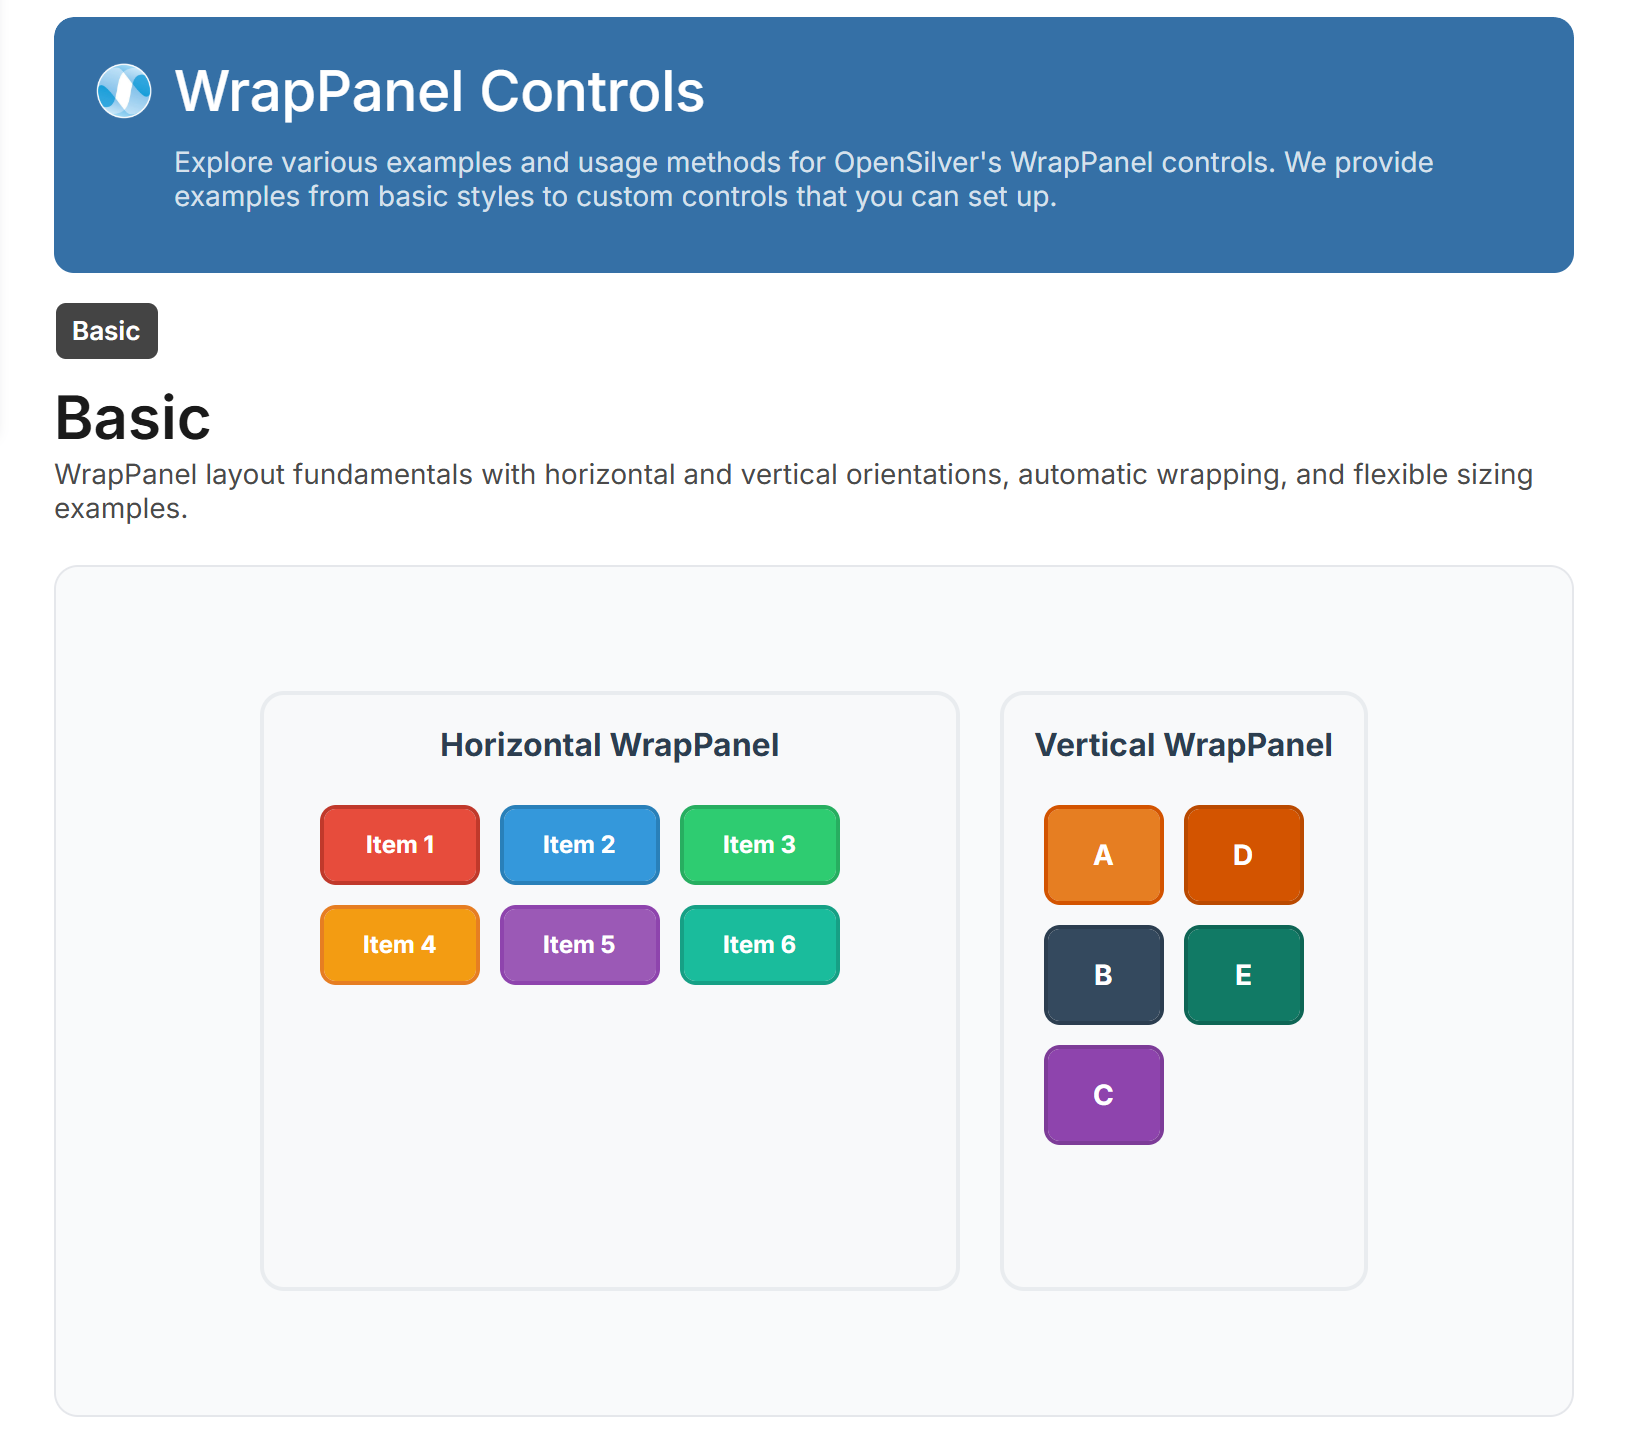 WrapPanel Controls
Explore various examples and usage methods for OpenSilver's WrapPanel controls. We provide
examples from basic styles to custom controls that you can set up.
Basic
Basic
WrapPanel layout fundamentals with horizontal and vertical orientations, automatic wrapping, and flexible sizing
examples.
Horizontal WrapPanel
Item 1 Item 2 Item 3
Item 4 Item 5 Item 6
Vertical WrapPanel
A D
B E
C